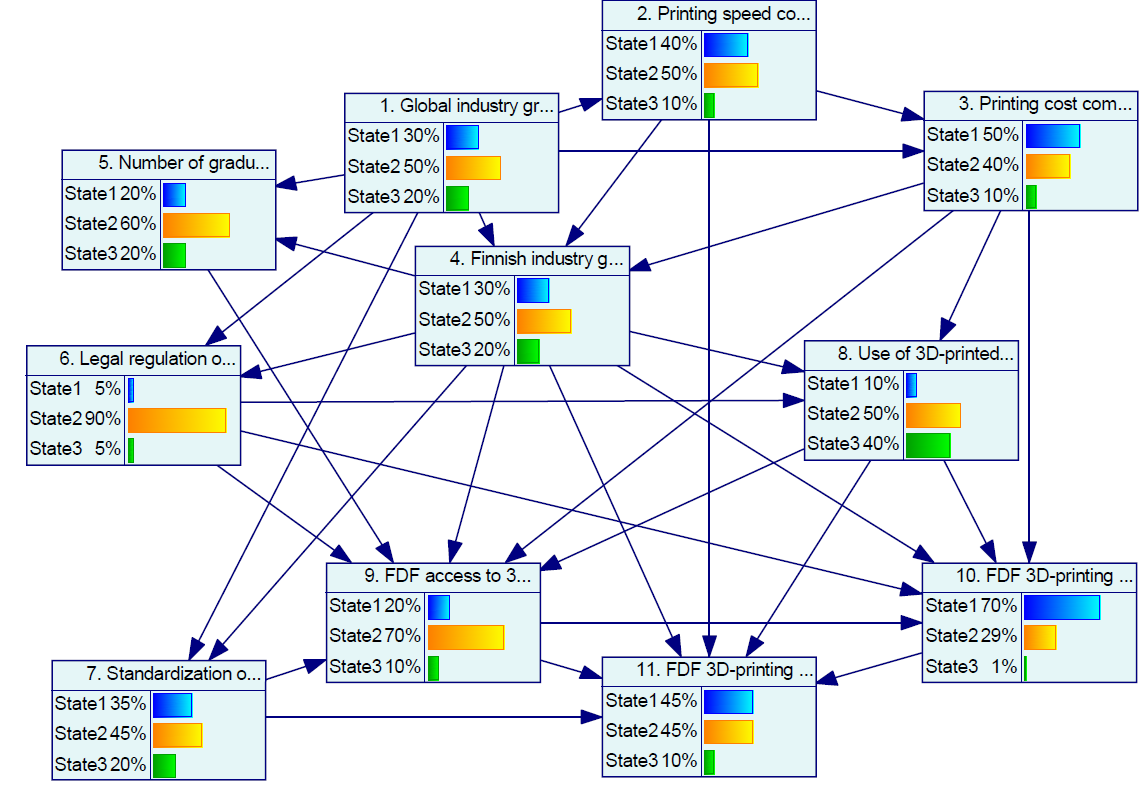 2. Printing speed co...
State1 40%
State2 50%
State3 10%
1. Global industry gr...
State1 30%
State2 50%
State3 20%
3. Printing cost com...
State1 50%
State2 40%
State3 10%
5. Number of gradu...
State1 20%
State2 60%
State3 20%
4. Finnish industry g...
State1 30%
State2 50%
State3 20%
6. Legal regulation o...
State1 5%
State2 90%
State3 5%
8. Use of 3D-printed...
State1 10%
State2 50%
State3 40%
9. FDF access to 3...
State1 20%
State2 70%
State3 10%
10. FDF 3D-printing ...
State1 70%
State2 29%
State3 1%
7. Standardization o...
State1 35%
State2 45%
State3 20%
11. FDF 3D-printing ...
State1 45%
State2 45%
State3 10%